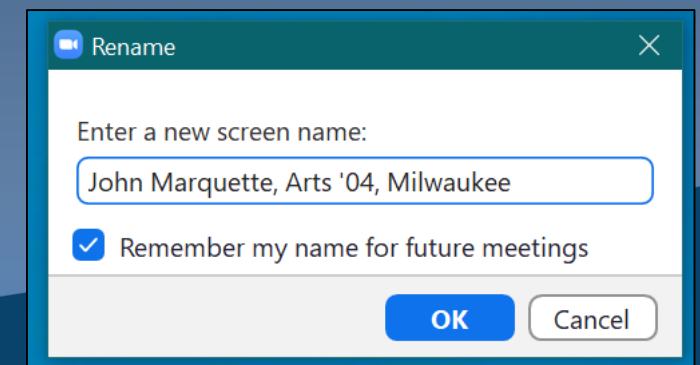 Rename
Enter a new screen name:
John Marquette, Arts '04, Milwaukee
Remember my name for future meetings
OK Cancel